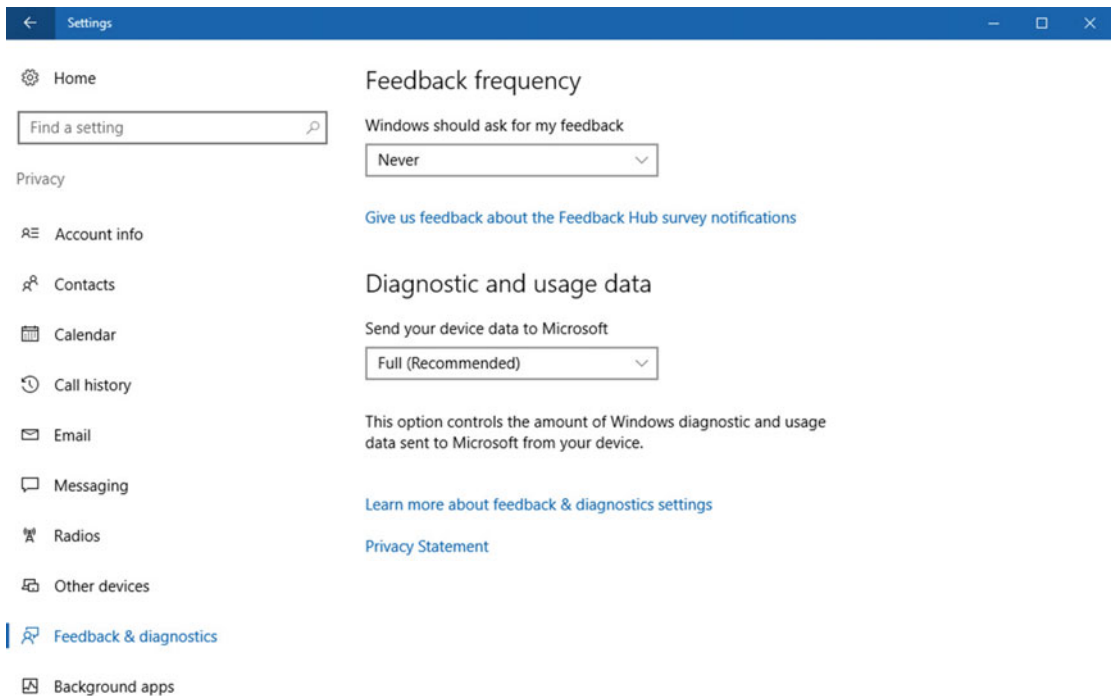 Settings
Home
Find a setting
Privacy
Account info
Contacts
Calendar
Call history
Email
Messaging
Radios
Other devices
Feedback & diagnostics
Background apps
Feedback frequency
Windows should ask for my feedback
Never
Give us feedback about the Feedback Hub survey notifications
Diagnostic and usage data
Send your device data to Microsoft
Full (Recommended)
This option controls the amount of Windows diagnostic and usage
data sent to Microsoft from your device.
Learn more about feedback & diagnostics settings
Privacy Statement